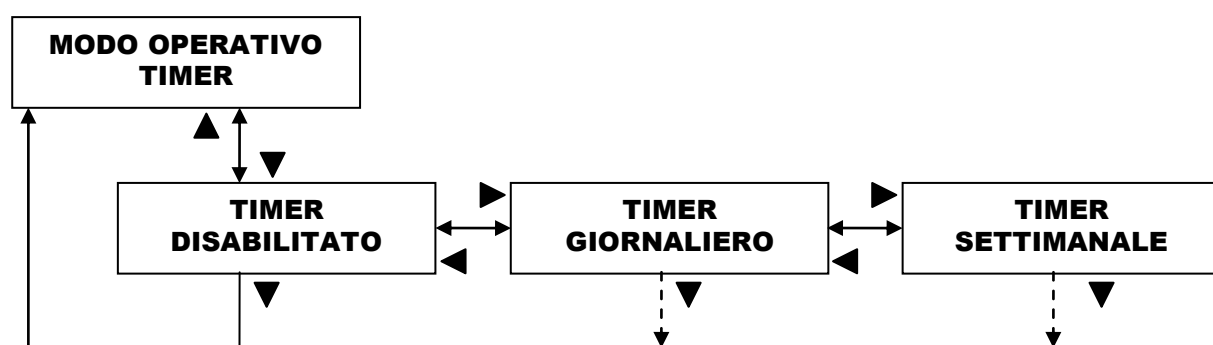 MODO OPERATIVO
TIMER
TIMER
DISABILITATO
TIMER
GIORNALIERO
TIMER
SETTIMANALE